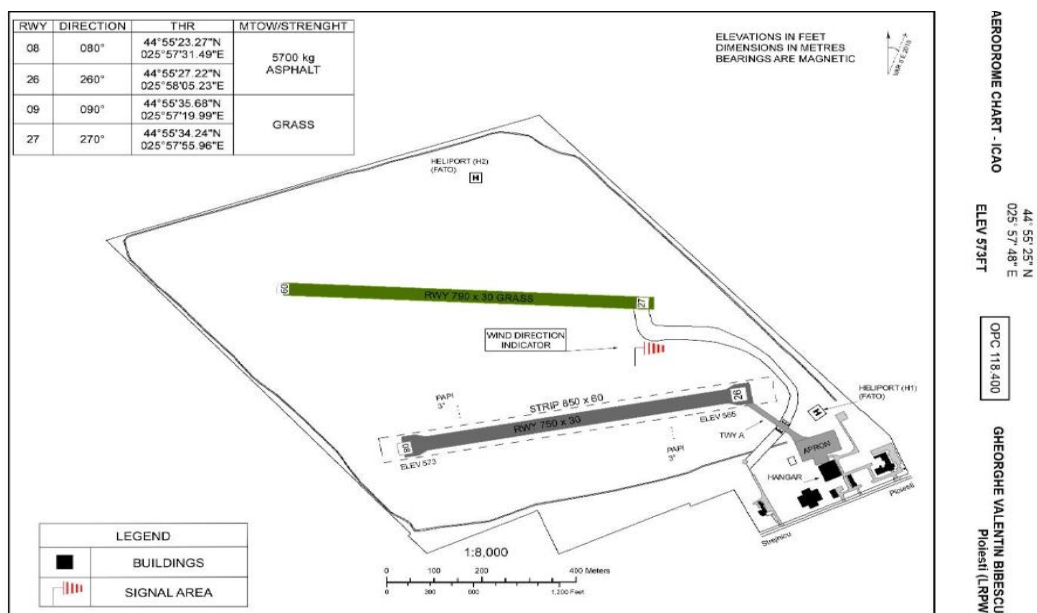 RWY DIRECTION THR MTOW/STRENGHT
08 080° 44°55'23.27"N 025°57'31.49"E 5700 kg ASPHALT
26 260° 44°55'27.22"N 025°58'05.23"E
09 090° 44°55'35.68"N 025°57'19.99"E GRASS
27 270° 44°55'34.24"N 025°57'55.96"E
ELEVATIONS IN FEET
DIMENSIONS IN METRES
BEARINGS ARE MAGNETIC
HELIPORT (H2)
(FATO)
H
RWY 790 x 30 GRASS
27
WIND DIRECTION
INDICATOR
PAPI
3°
STRIP 850 x 60
RWY 750 x 30
26
08
ELEV 565
ELEV 573
TWY A
PAPI
3°
HELIPORT (H1)
(FATO)
H
APRON
HANGAR
Ploiesti
Strejnicu
LEGEND
BUILDINGS
SIGNAL AREA
1:8,000
0 100 200 400 Meters
0 300 600 1,200 Feet
AERODROME CHART - ICAO
44° 55' 25" N
025° 57' 48" E
ELEV 573FT
OPC 118.400
GHEORGHE VALENTIN BIBESCU
Ploiesti (LRPW